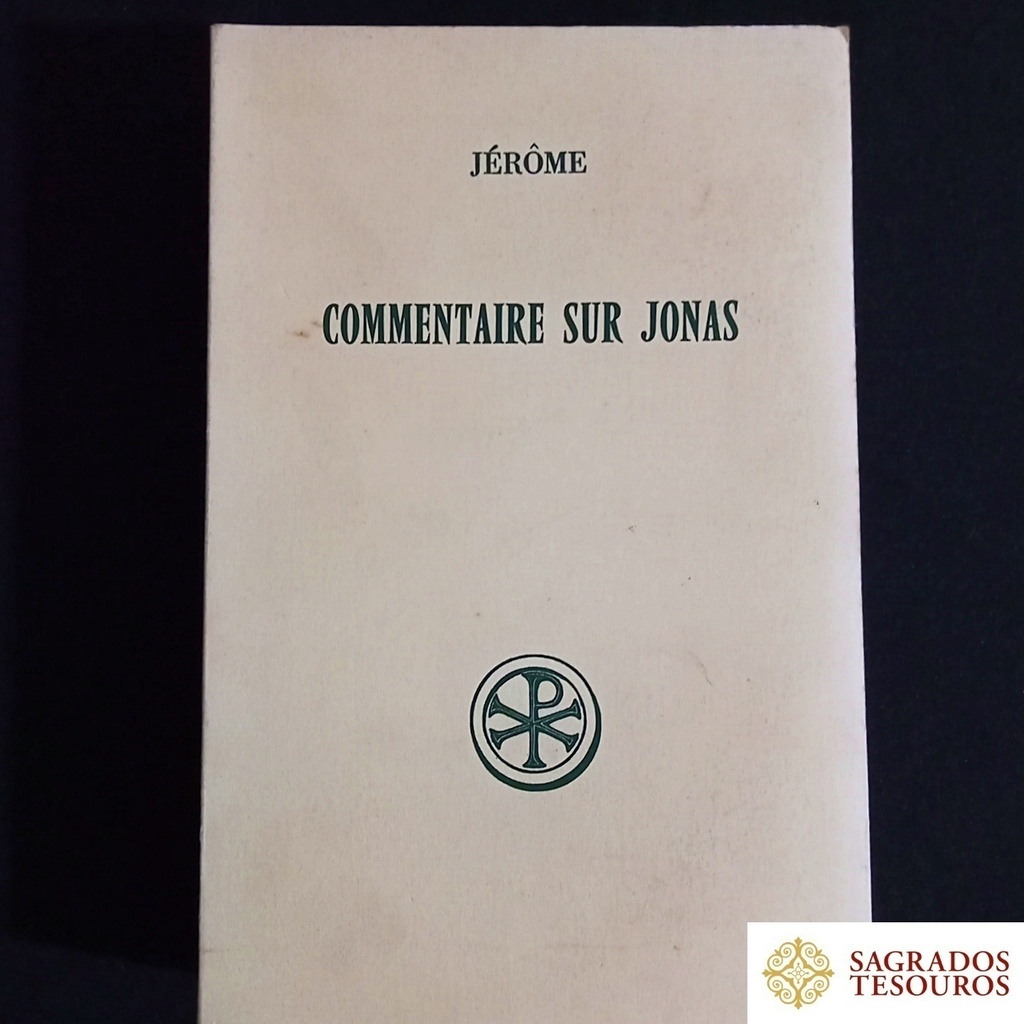 JÉRÔME
COMMENTAIRE SUR JONAS
SAGRADOS
TESOUROS